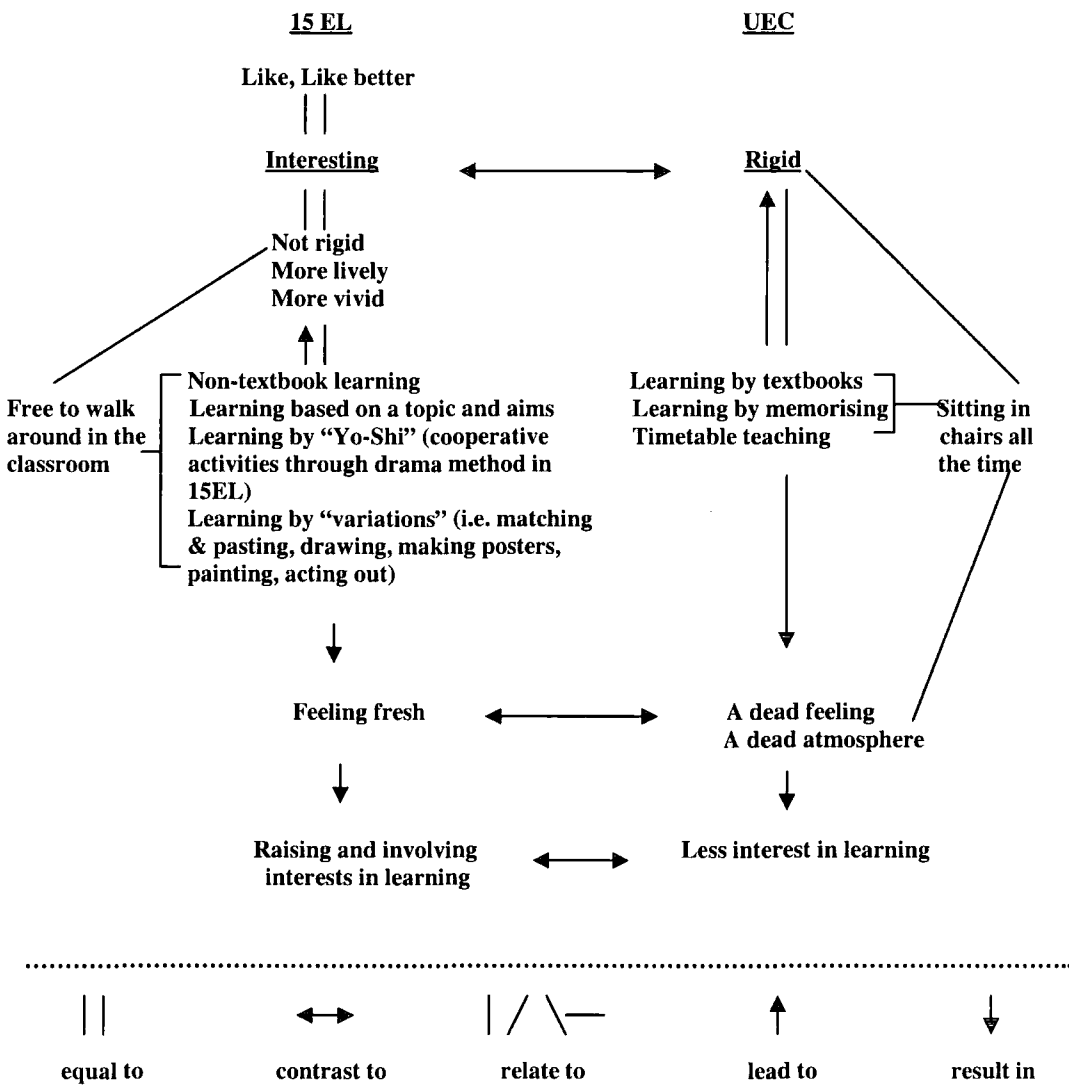 15 EL
UEC
Like, Like better
Interesting
Rigid
Not rigid
More lively
More vivid
Free to walk
around in the
classroom
Non-textbook learning
Learning based on a topic and aims
Learning by “Yo-Shi” (cooperative
activities through drama method in
15EL)
Learning by “variations” (i.e. matching
& pasting, drawing, making posters,
painting, acting out)
Learning by textbooks
Learning by memorising
Timetable teaching
Sitting in
chairs all
the time
Feeling fresh
A dead feeling
A dead atmosphere
Raising and involving
interests in learning
Less interest in learning
equal to
contrast to
relate to
lead to
result in